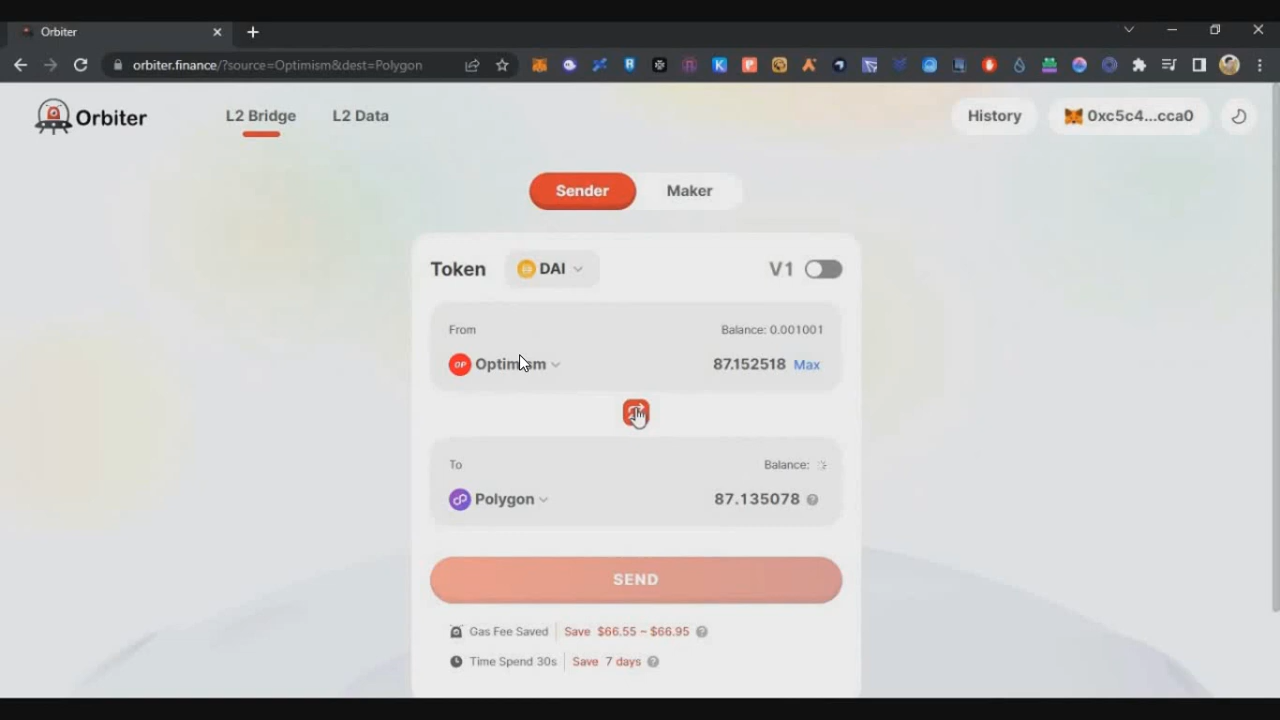 Orbiter
orbiter.finance/?source=Optimism&dest=Polygon
Orbiter
L2 Bridge
L2 Data
History
0xc5c4...cca0
Sender
Maker
Token
DAI
V1
From
Balance: 0.001001
OP
Optimism
87.152518
Max
To
Balance:
Polygon
87.135078
SEND
Gas Fee Saved
Save $66.55 ~ $66.95
Time Spend 30s
Save 7 days